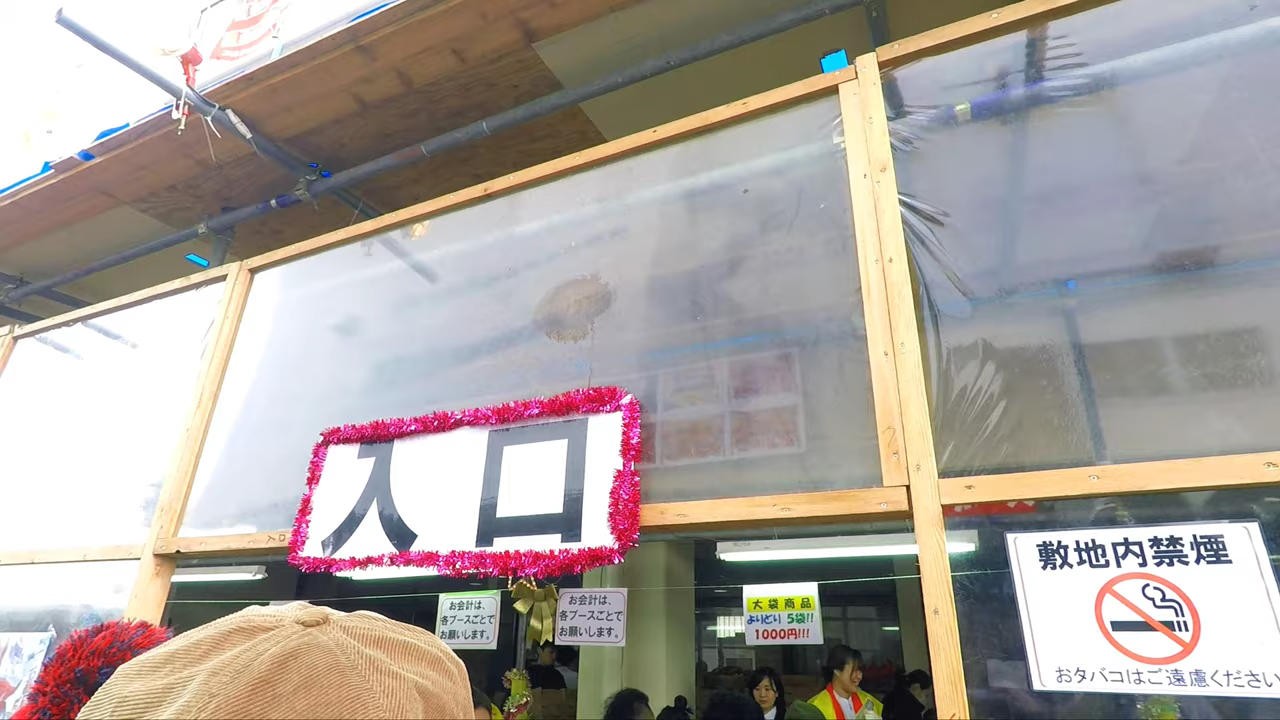 入口
お会計は、
各ブースごとで
お願いします。
お会計は、
各ブースごとで
お願いします。
大袋商品
よりどり 5袋!!
1000円!!!
敷地内禁煙
おタバコはご遠慮ください